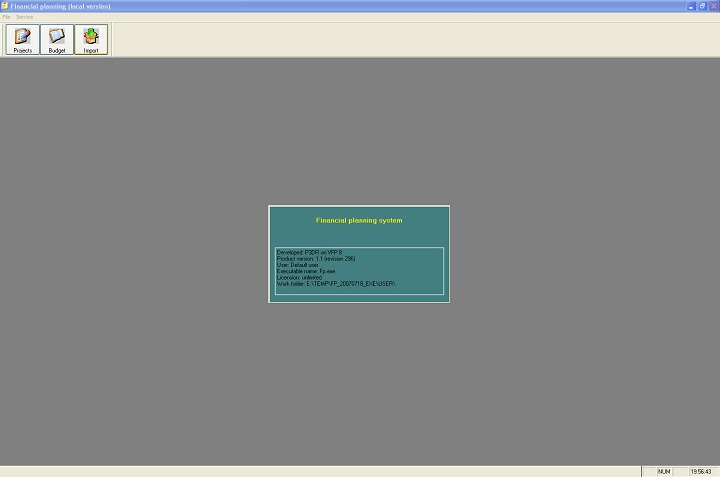 Financial planning (local version)
File Service
Projects Budget Import
Financial planning system
Developed: P3DFI on VFP 8
Product version: 1.1 (revision 296)
User: Default user
Executable name: Fp.exe
Licension: unlimited
Work folder: E:\TEMP\FP_20070718_EXE\USER\
NUM 19:56:43